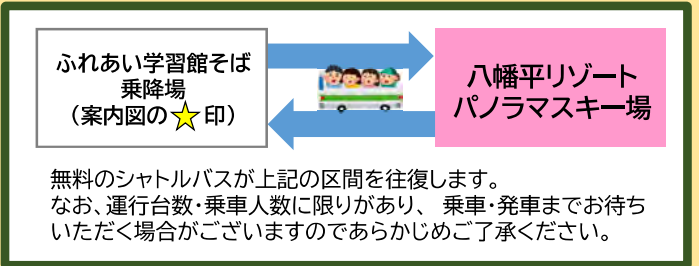 ふれあい学習館そば
乗降場
（案内図の☆印）
八幡平リゾート
パノラマスキー場
無料のシャトルバスが上記の区間を往復します。
なお、運行台数・乗車人数に限りがあり、 乗車・発車までお待ち
いただく場合がございますのであらかじめご了承ください。